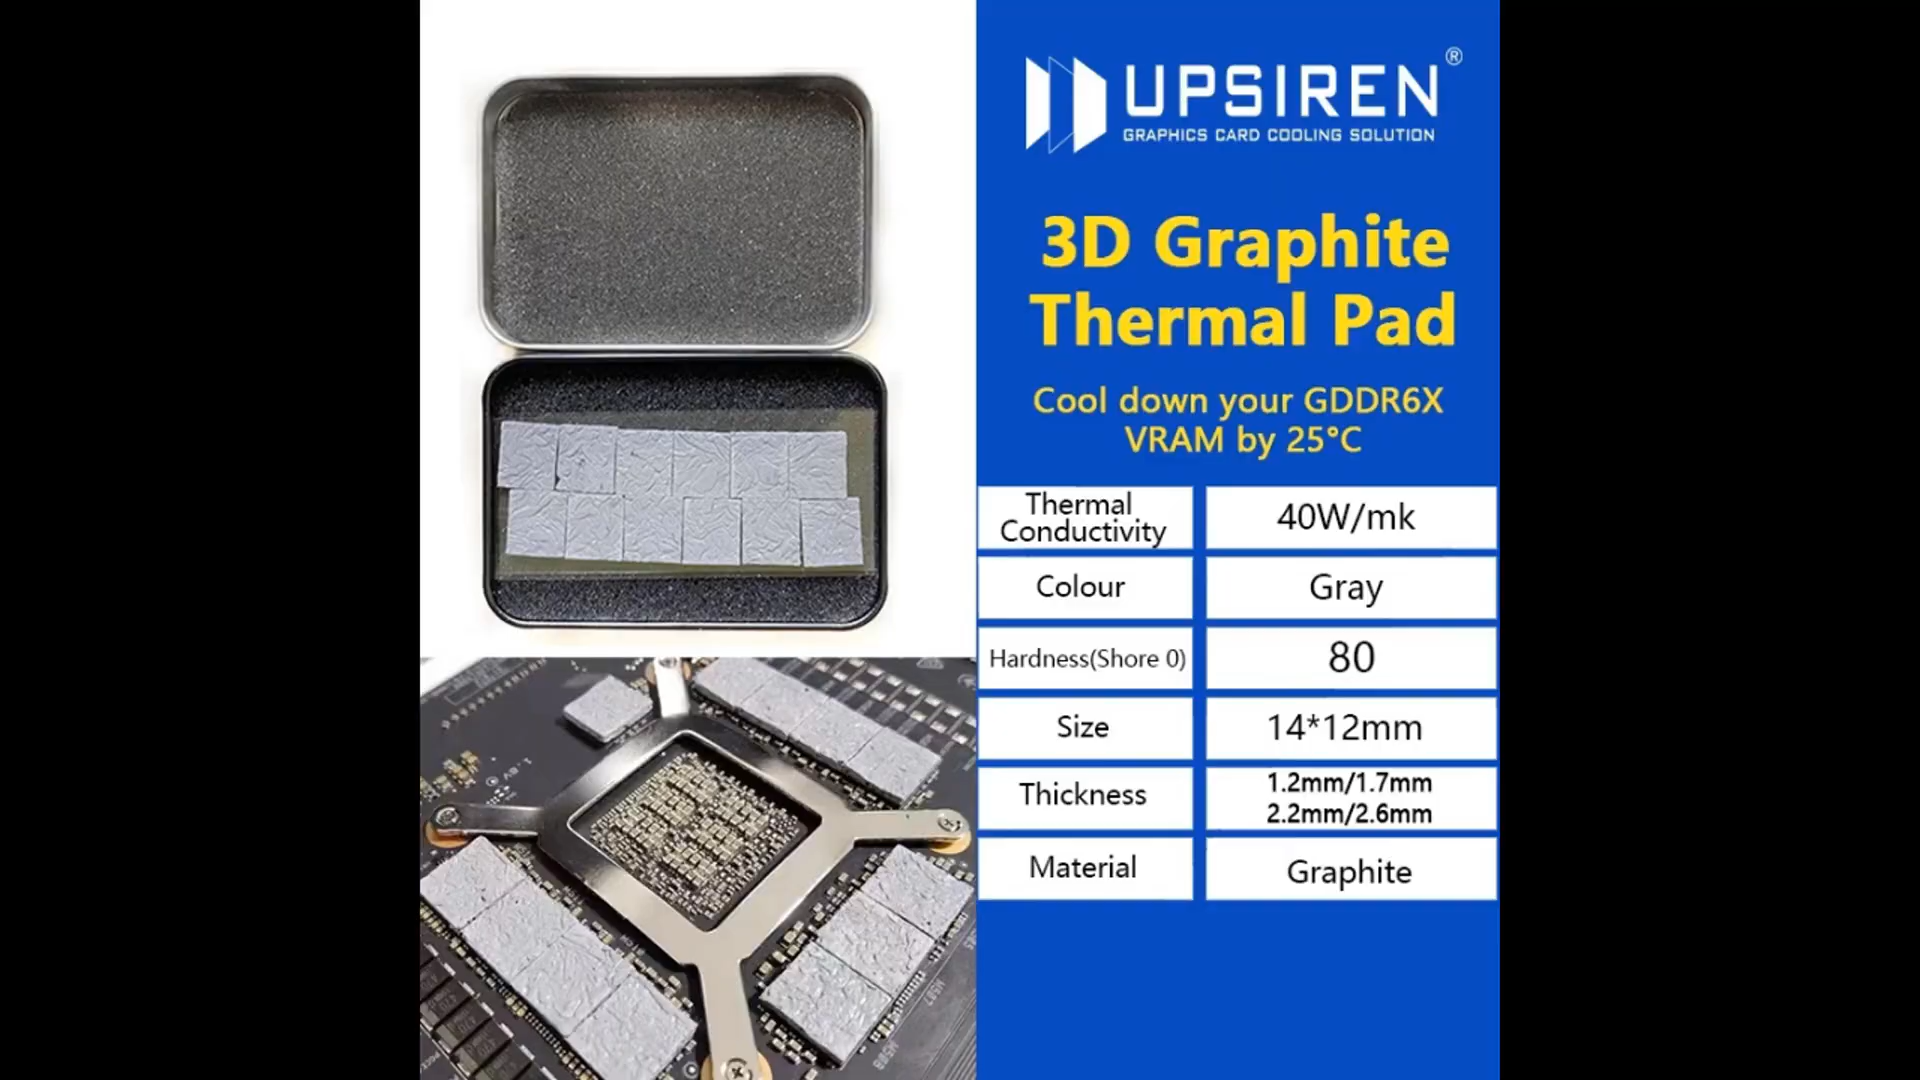 UPSIREN®
GRAPHICS CARD COOLING SOLUTION
3D Graphite
Thermal Pad
Cool down your GDDR6X
VRAM by 25°C
Thermal
Conductivity
40W/mk
Colour
Gray
Hardness(Shore 0)
80
Size
14*12mm
Thickness
1.2mm/1.7mm
2.2mm/2.6mm
Material
Graphite